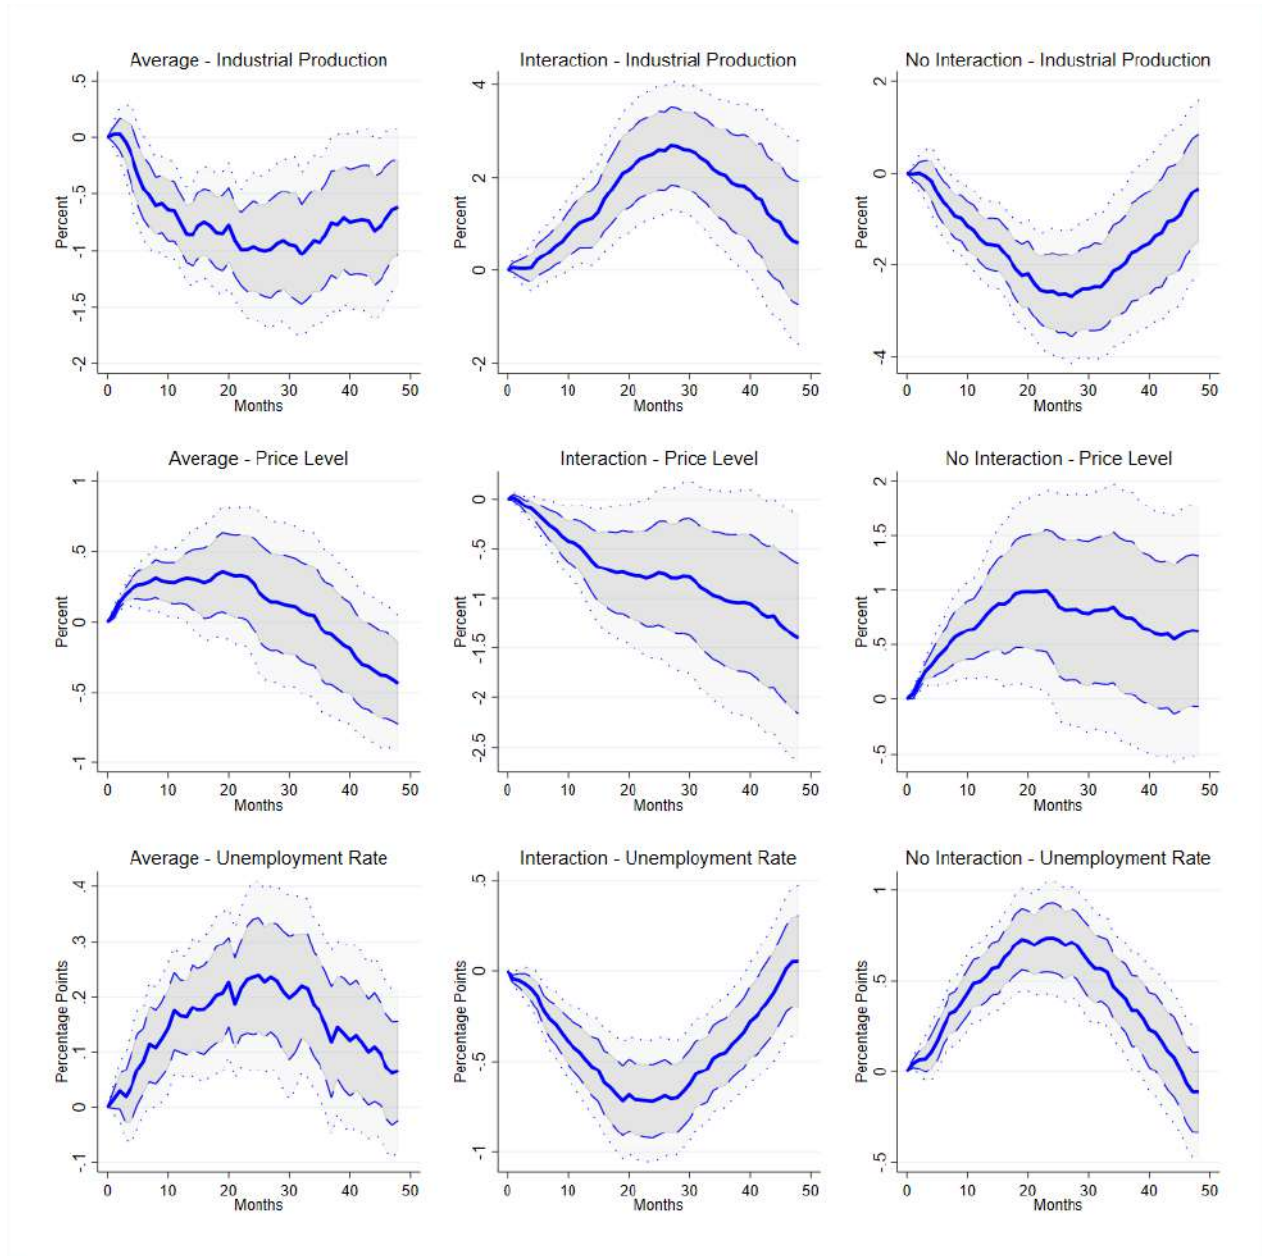 Average - Industrial Production
Percent
.5
0
-.5
-1
-1.5
-2
0 10 20 30 40 50
Months
Interaction - Industrial Production
Percent
4
2
0
-2
0 10 20 30 40 50
Months
No Interaction - Industrial Production
Percent
2
0
-2
-4
0 10 20 30 40 50
Months
Average - Price Level
Percent
1
.5
0
-.5
-1
0 10 20 30 40 50
Months
Interaction - Price Level
Percent
0
-.5
-1
-1.5
-2
-2.5
0 10 20 30 40 50
Months
No Interaction - Price Level
Percent
2
1.5
1
.5
0
-.5
0 10 20 30 40 50
Months
Average - Unemployment Rate
Percentage Points
.4
.3
.2
.1
0
-.1
0 10 20 30 40 50
Months
Interaction - Unemployment Rate
Percentage Points
.5
0
-.5
-1
0 10 20 30 40 50
Months
No Interaction - Unemployment Rate
Percentage Points
1
.5
0
-.5
0 10 20 30 40 50
Months